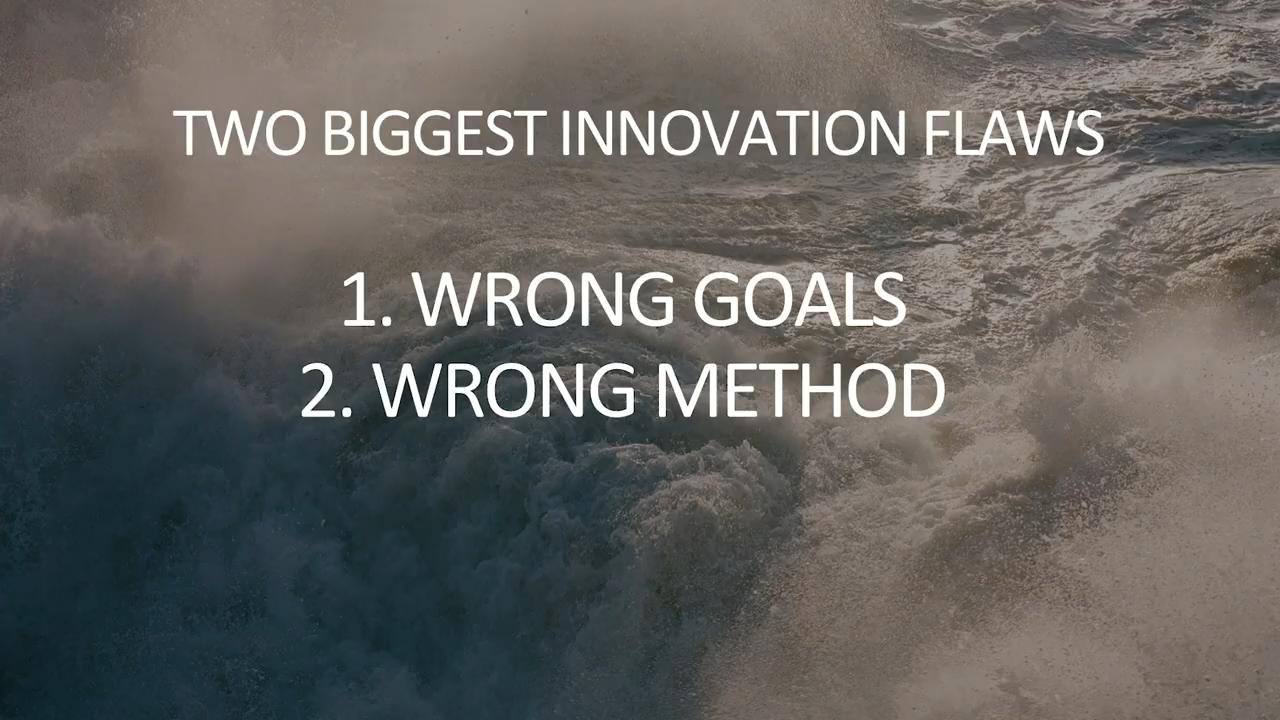 TWO BIGGEST INNOVATION FLAWS
1. WRONG GOALS
2. WRONG METHOD